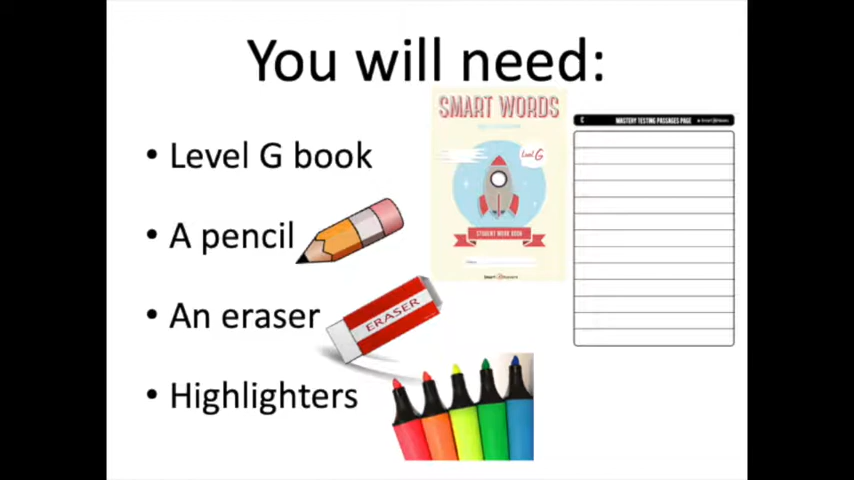 You will need:
• Level G book
• A pencil
• An eraser
• Highlighters
SMART WORDS
Level G
STUDENT WORK BOOK
ERASER
C
MASTERY TESTING PASSAGES PAGE